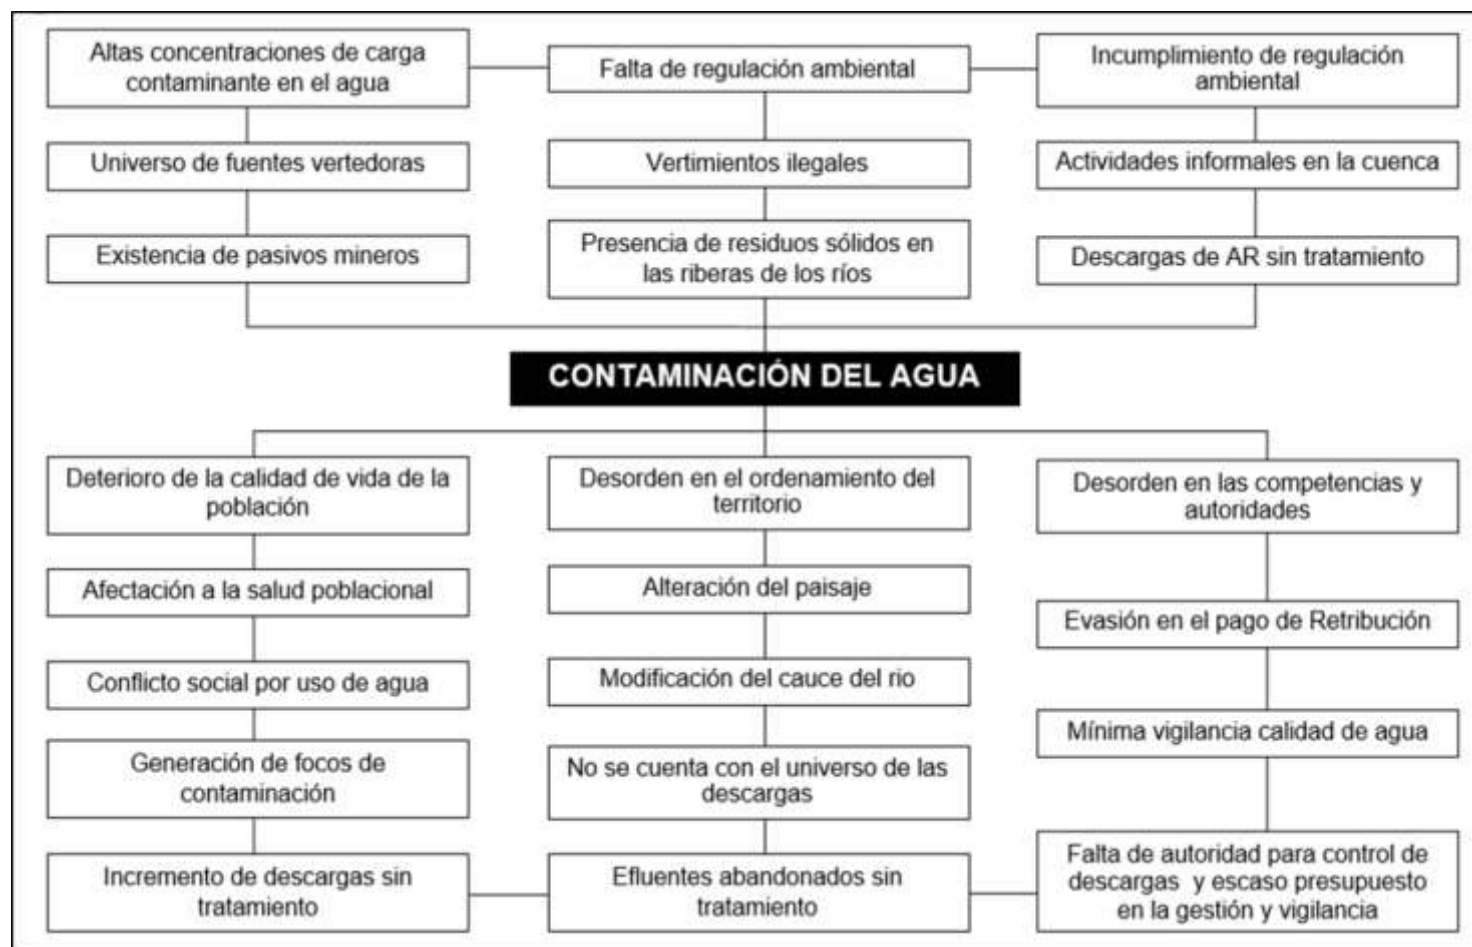 Altas concentraciones de carga
contaminante en el agua
Falta de regulación ambiental
Incumplimiento de regulación
ambiental
Universo de fuentes vertedoras
Vertimientos ilegales
Actividades informales en la cuenca
Existencia de pasivos mineros
Presencia de residuos sólidos en
las riberas de los ríos
Descargas de AR sin tratamiento
CONTAMINACIÓN DEL AGUA
Deterioro de la calidad de vida de la
población
Desorden en el ordenamiento del
territorio
Desorden en las competencias y
autoridades
Afectación a la salud poblacional
Alteración del paisaje
Evasión en el pago de Retribución
Conflicto social por uso de agua
Modificación del cauce del rio
Mínima vigilancia calidad de agua
Generación de focos de
contaminación
No se cuenta con el universo de las
descargas
Incremento de descargas sin
tratamiento
Efluentes abandonados sin
tratamiento
Falta de autoridad para control de
descargas y escaso presupuesto
en la gestión y vigilancia